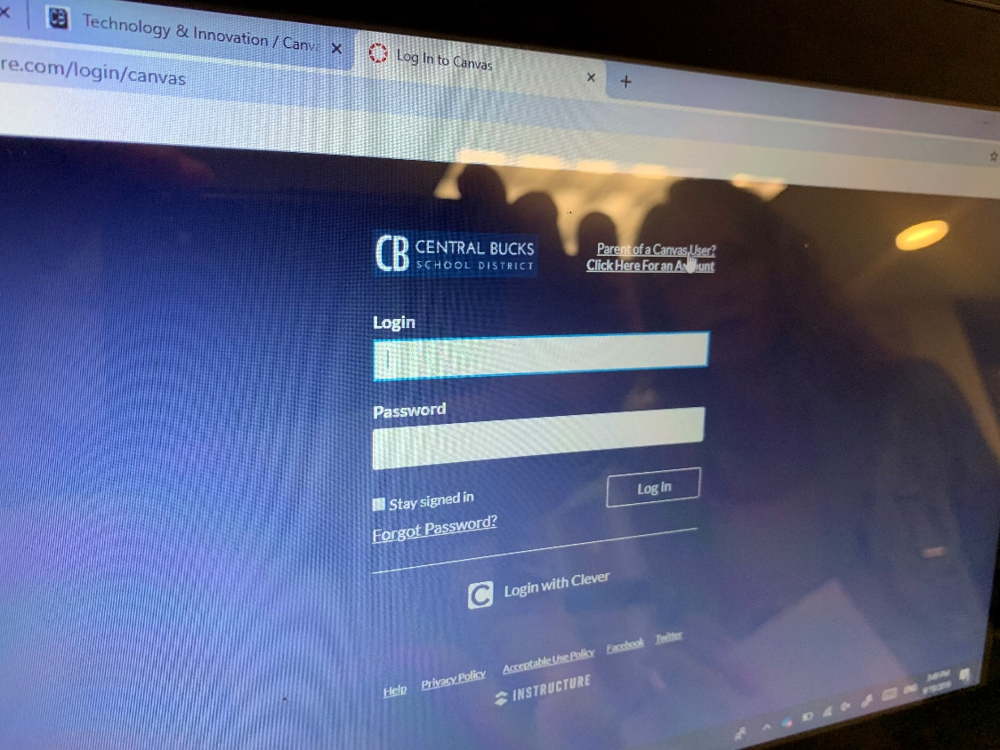 CB Technology & Innovation / Canv
Log In to Canvas
re.com/login/canvas
CB CENTRAL BUCKS
SCHOOL DISTRICT
Parent of a Canvas User?
Click Here For an
Login
Password
Stay signed in
Log In
Forgot Password?
C Login with Clever
Help Privacy Policy Acceptable Use Policy Facebook Twitter
INSTRUCTURE